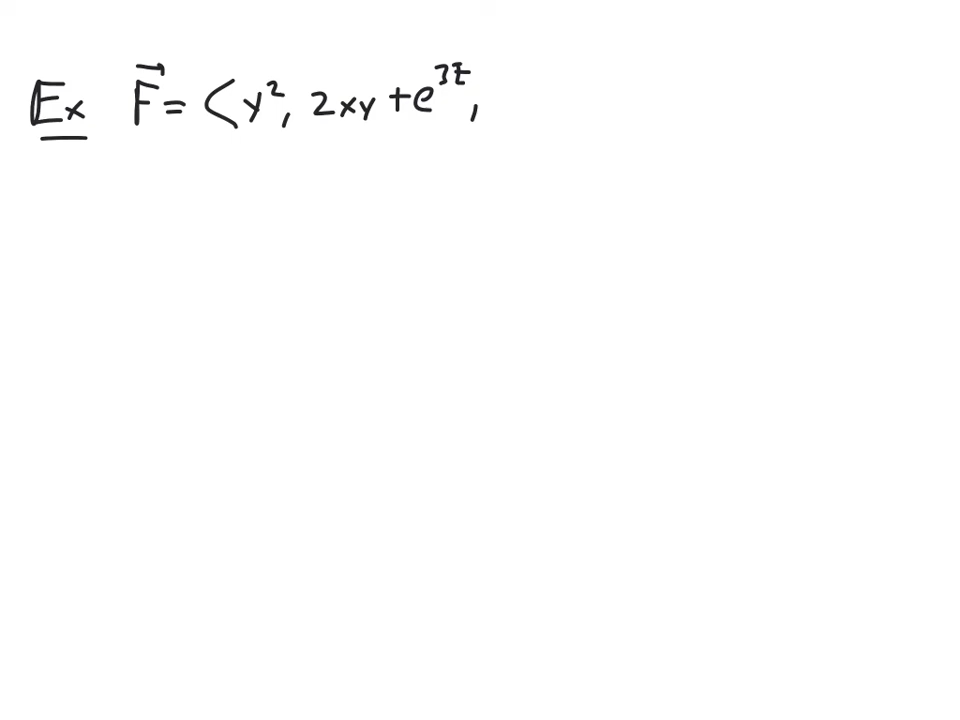 Ex F⃗ = ⟨y², 2xy + e^{3z},